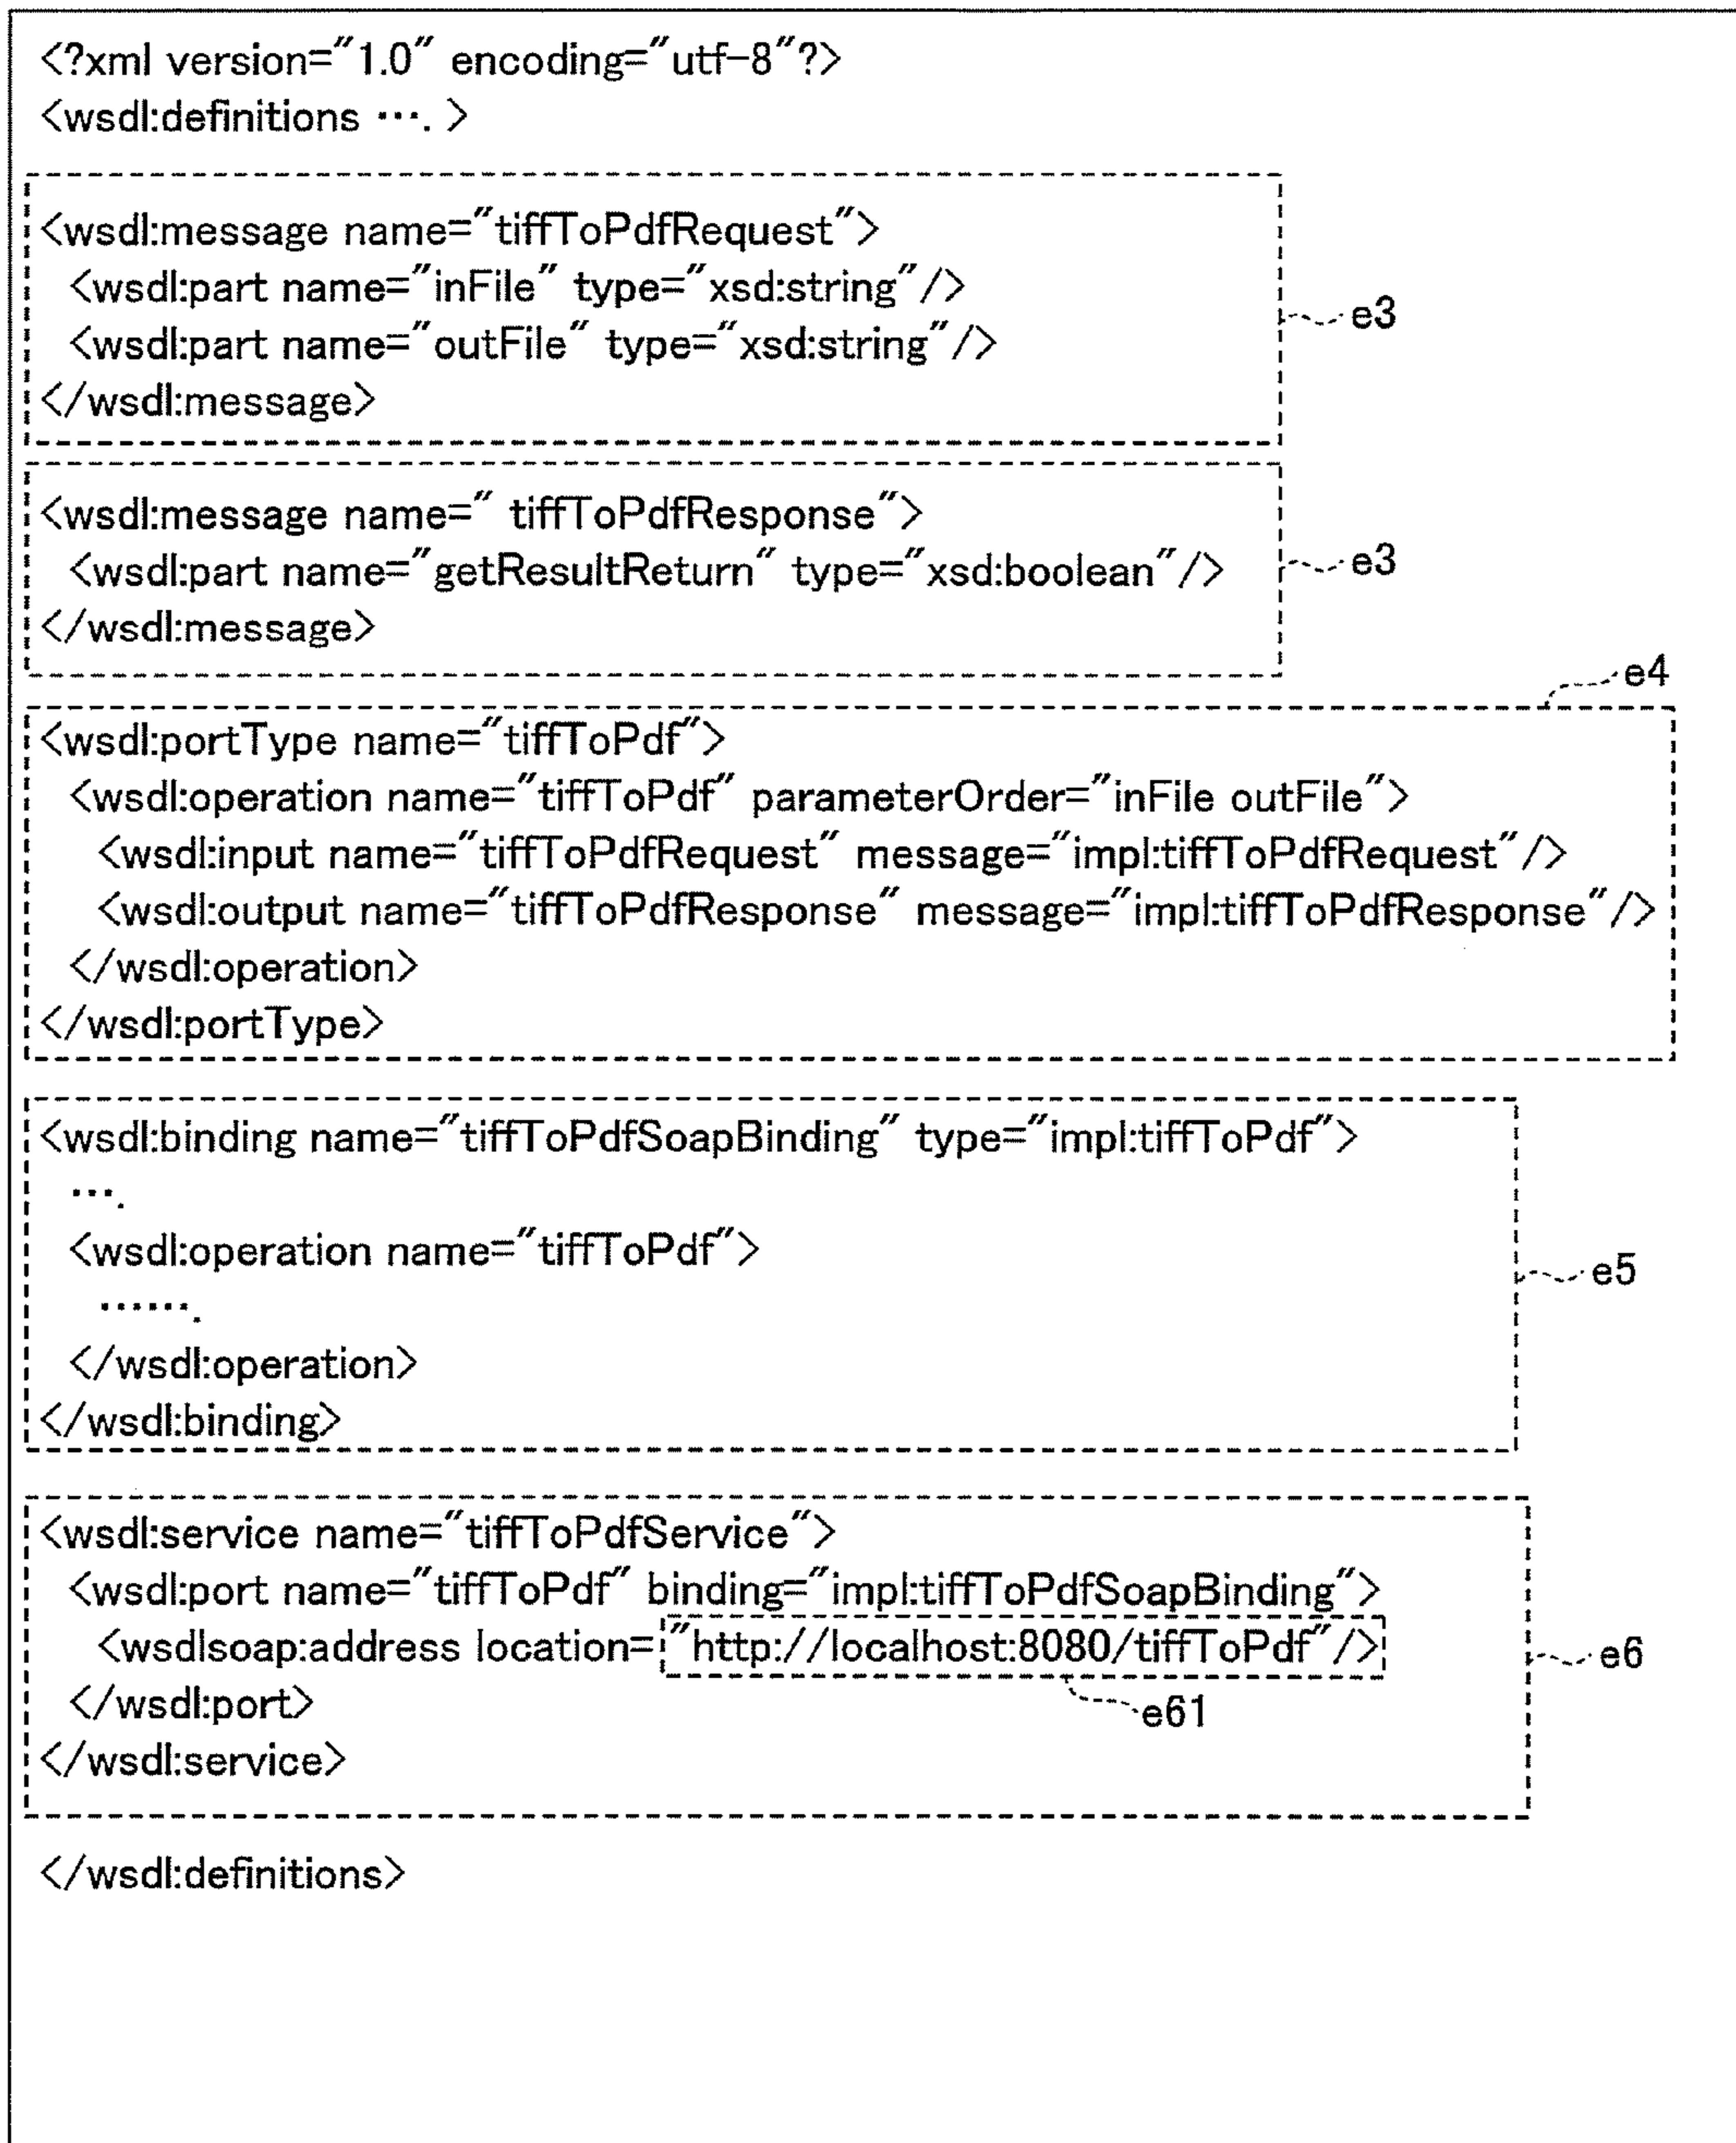 <?xml version="1.0" encoding="utf-8"?>
<wsdl:definitions ···. >
<wsdl:message name="tiffToPdfRequest">
<wsdl:part name="inFile" type="xsd:string"/>
<wsdl:part name="outFile" type="xsd:string"/>
</wsdl:message>
e3
<wsdl:message name=" tiffToPdfResponse">
<wsdl:part name="getResultReturn" type="xsd:boolean"/>
</wsdl:message>
e3
e4
<wsdl:portType name="tiffToPdf">
<wsdl:operation name="tiffToPdf" parameterOrder="inFile outFile">
<wsdl:input name="tiffToPdfRequest" message="impl:tiffToPdfRequest"/>
<wsdl:output name="tiffToPdfResponse" message="impl:tiffToPdfResponse"/>
</wsdl:operation>
</wsdl:portType>
<wsdl:binding name="tiffToPdfSoapBinding" type="impl:tiffToPdf">
···.
<wsdl:operation name="tiffToPdf">
······.
</wsdl:operation>
</wsdl:binding>
e5
<wsdl:service name="tiffToPdfService">
<wsdl:port name="tiffToPdf" binding="impl:tiffToPdfSoapBinding">
<wsdlsoap:address location="http://localhost:8080/tiffToPdf"/>
</wsdl:port>
e61
</wsdl:service>
e6
</wsdl:definitions>